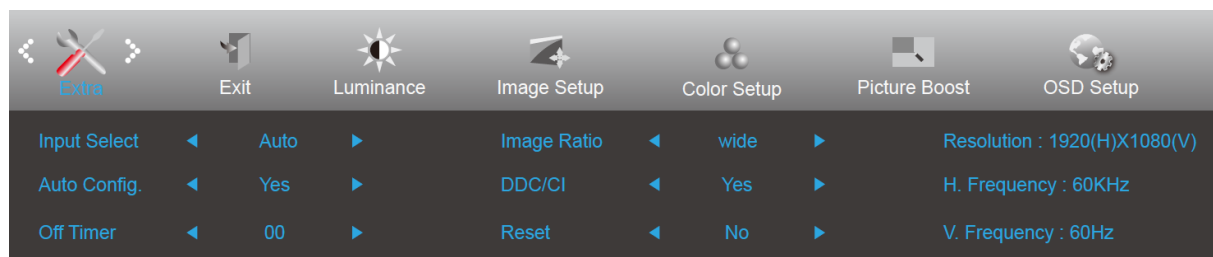 Extra Exit Luminance Image Setup Color Setup Picture Boost OSD Setup
Input Select Auto Image Ratio wide Resolution : 1920(H)X1080(V)
Auto Config. Yes DDC/CI Yes H. Frequency : 60KHz
Off Timer 00 Reset No V. Frequency : 60Hz